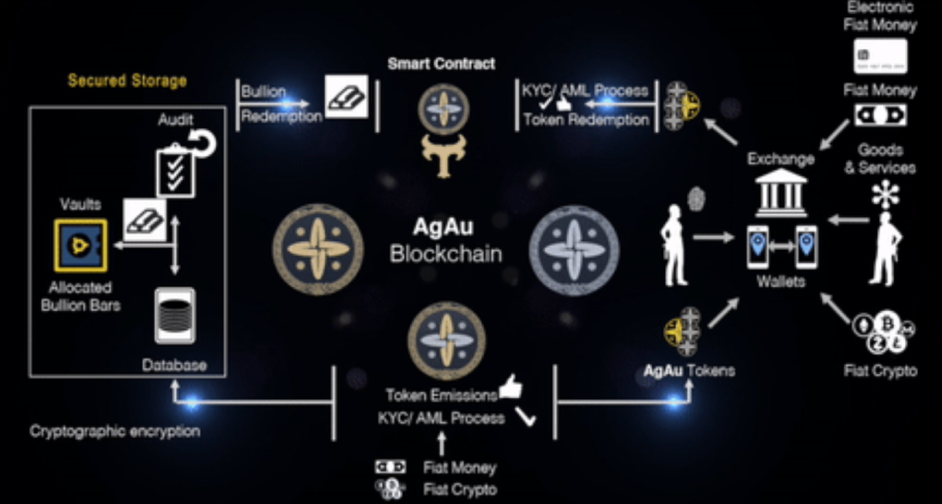 Electronic
Fiat Money
Smart Contract
Secured Storage
Bullion
Redemption
KYC/ AML Process
Token Redemption
Fiat Money
Audit
Exchange
Goods
& Services
Vaults
AgAu
Blockchain
Allocated
Bullion Bars
Wallets
Database
AgAu Tokens
Fiat Crypto
Token Emissions
KYC/ AML Process
Cryptographic encryption
Fiat Money
Fiat Crypto